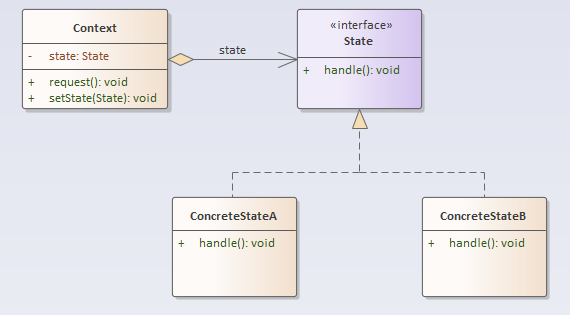 Context
- state: State
+ request(): void
+ setState(State): void
state
«interface»
State
+ handle(): void
ConcreteStateA
+ handle(): void
ConcreteStateB
+ handle(): void